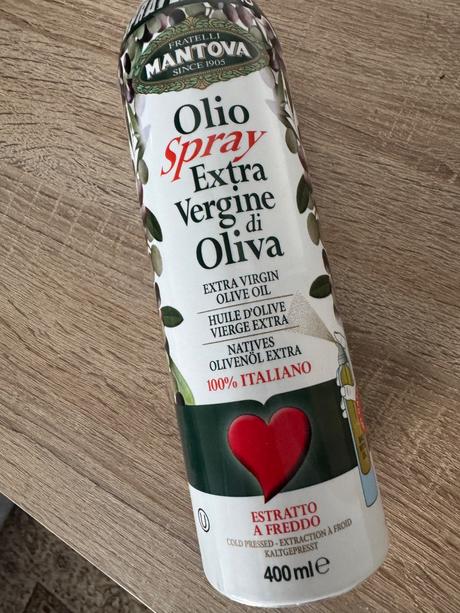 FRATELLI
MANTOVA
SINCE 1905
Olio
Spray
Extra
Vergine
di
Oliva
EXTRA VIRGIN
OLIVE OIL
HUILE D'OLIVE
VIERGE EXTRA
NATIVES
OLIVENÖL EXTRA
100% ITALIANO
ESTRATTO
A FREDDO
COLD PRESSED - EXTRACTION À FROID
KALTGEPRESST
U
400 ml e